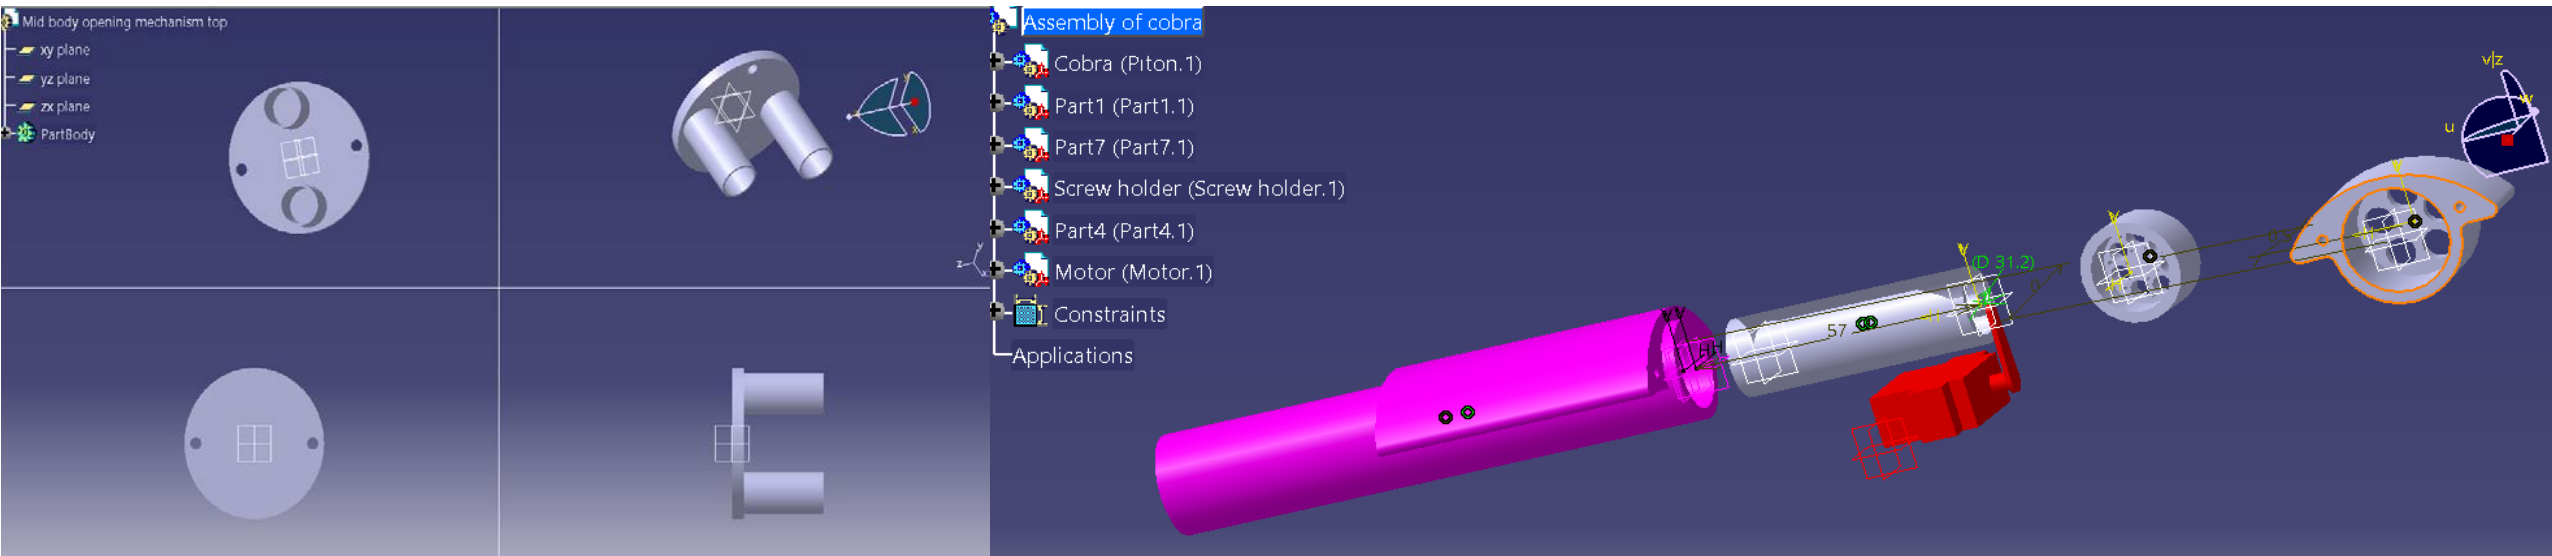 Mid body opening mechanism top
xy plane
yz plane
zx plane
PartBody
Assembly of cobra
Cobra (Pıton.1)
Part1 (Part1.1)
Part7 (Part7.1)
Screw holder (Screw holder.1)
Part4 (Part4.1)
Motor (Motor.1)
Constraints
Applications
v|z
w
u
(D 31.2)
57